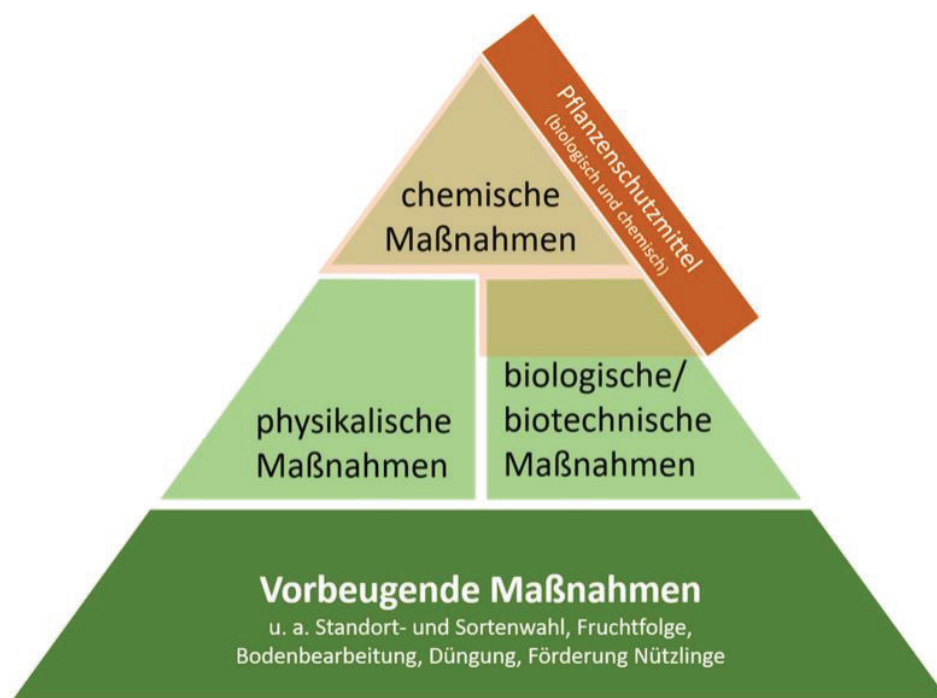 Pflanzenschutzmittel
(biologisch und chemisch)
chemische
Maßnahmen
physikalische
Maßnahmen
biologische/
biotechnische
Maßnahmen
Vorbeugende Maßnahmen
u. a. Standort- und Sortenwahl, Fruchtfolge,
Bodenbearbeitung, Düngung, Förderung Nützlinge